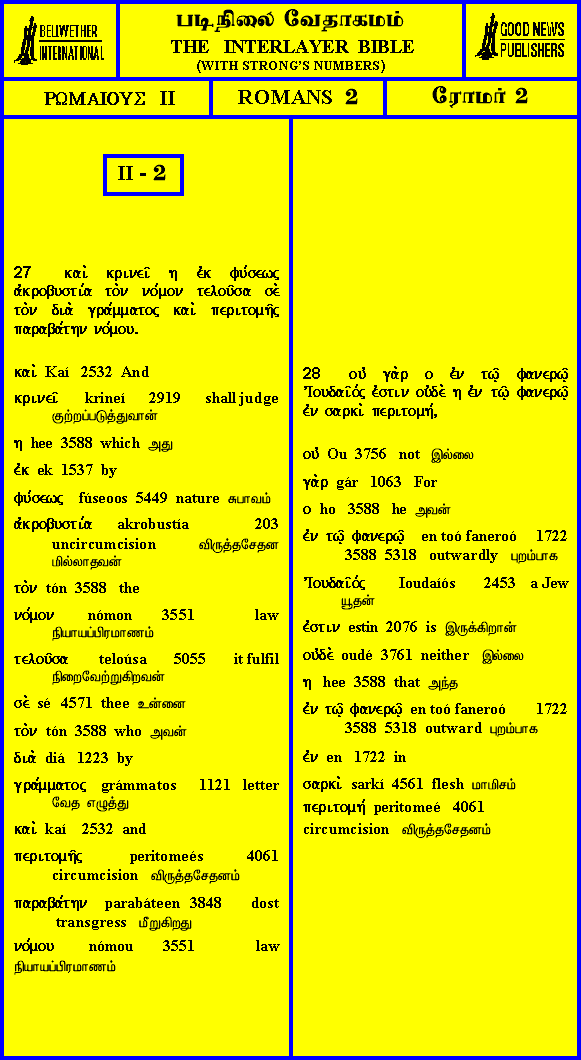 BELLWETHER
INTERNATIONAL
படிநிலை வேதாகமம்
THE INTERLAYER BIBLE
(WITH STRONG'S NUMBERS)
GOOD NEWS
PUBLISHERS
ΡΩΜΑΙΟΥΣ II
ROMANS 2
ரோமர் 2
II - 2
27 καὶ κρινεῖ η ἐκ φύσεως
ἀκροβυστία τὸν νόμον τελοῦσα σὲ
τὸν διὰ γράμματος καὶ περιτομῆς
παραβάτην νόμου.
καὶ Kaí 2532 And
κρινεῖ krineí 2919 shall judge
குற்றப்படுத்துவான்
η hee 3588 which அது
ἐκ ek 1537 by
φύσεως fúseoos 5449 nature சுபாவம்
ἀκροβυστία akrobustía 203
uncircumcision விருத்தசேதன
மில்லாதவன்
τὸν tón 3588 the
νόμον nómon 3551 law
நியாயப்பிரமாணம்
τελοῦσα teloúsa 5055 it fulfil
நிறைவேற்றுகிறவன்
σὲ sé 4571 thee உன்னை
τὸν tón 3588 who அவன்
διὰ diá 1223 by
γράμματος grámmatos 1121 letter
வேத எழுத்து
καὶ kaí 2532 and
περιτομῆς peritomeés 4061
circumcision விருத்தசேதனம்
παραβάτην parabáteen 3848 dost
transgress மீறுகிறது
νόμου nómou 3551 law
நியாயப்பிரமாணம்
28 οὐ γὰρ ο ἐν τῷ φανερῷ
Ἰουδαῖός ἐστιν οὐδὲ η ἐν τῷ φανερῷ
ἐν σαρκὶ περιτομή,
οὐ Ou 3756 not இல்லை
γὰρ gár 1063 For
ο ho 3588 he அவன்
ἐν τῷ φανερῷ en toó faneroó 1722
3588 5318 outwardly புறம்பாக
Ἰουδαῖός Ioudaíós 2453 a Jew
யூதன்
ἐστιν estin 2076 is இருக்கிறான்
οὐδὲ oudé 3761 neither இல்லை
η hee 3588 that அந்த
ἐν τῷ φανερῷ en toó faneroó 1722
3588 5318 outward புறம்பாக
ἐν en 1722 in
σαρκὶ sarkí 4561 flesh மாமிசம்
περιτομή peritomeé 4061
circumcision விருத்தசேதனம்